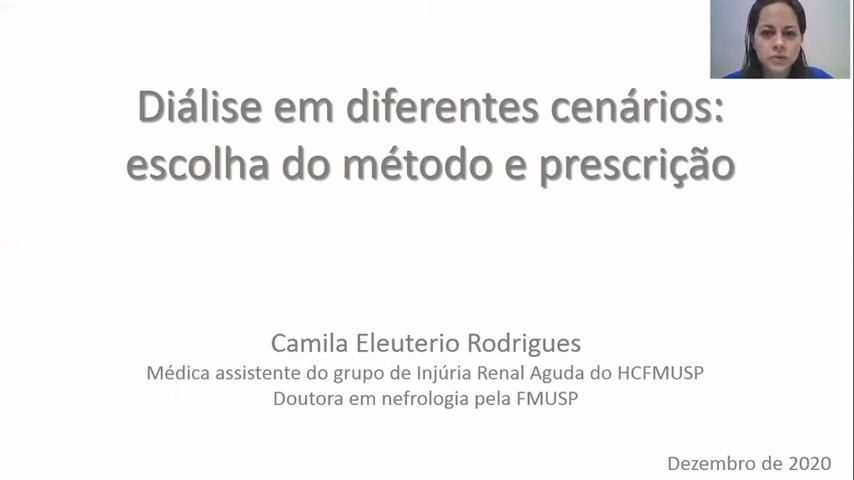 Diálise em diferentes cenários:
escolha do método e prescrição
Camila Eleuterio Rodrigues
Médica assistente do grupo de Injúria Renal Aguda do HCFMUSP
Doutora em nefrologia pela FMUSP
Dezembro de 2020